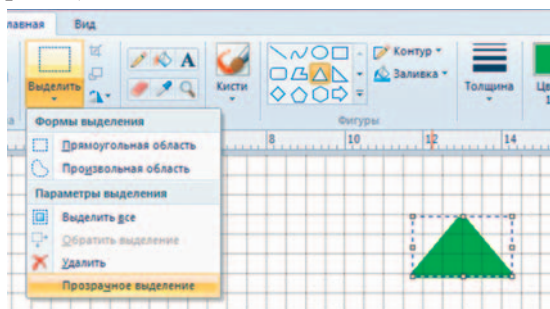 лавная Вид
Выделить
А
Кисти
Контур
Заливка
Толщина
Фигуры
Формы выделения
Прямоугольная область
Произвольная область
Параметры выделения
Выделить все
Обратить выделение
Удалить
Прозрачное выделение
8 10 12 14